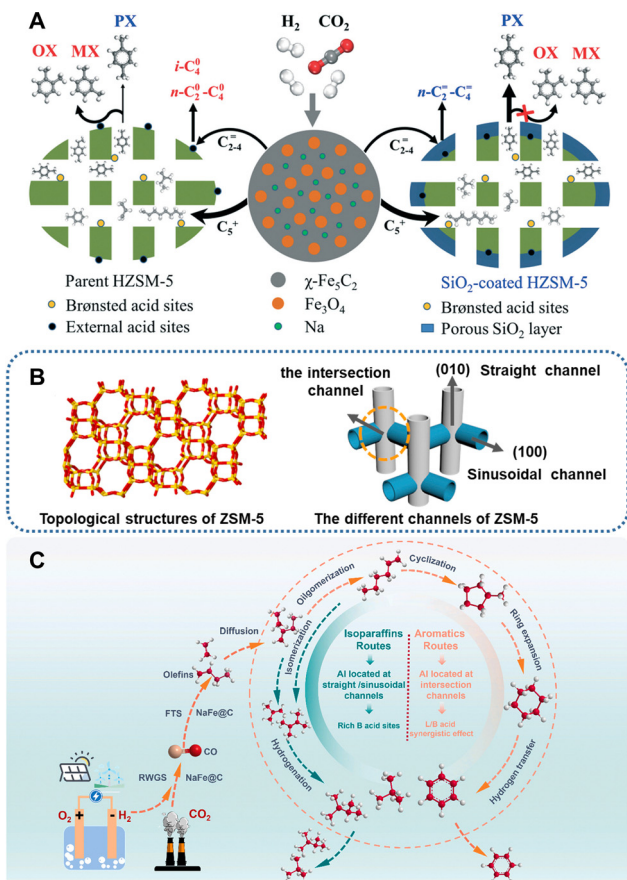 A
OX
MX
PX
i-C₄⁰
n-C₂⁰-C₄⁰
C₂₋₄⁼
C₅⁺
H₂
CO₂
C₂₋₄⁼
C₅⁺
n-C₂⁼-C₄⁼
PX
OX
MX
Parent HZSM-5
Brønsted acid sites
External acid sites
χ-Fe₅C₂
Fe₃O₄
Na
SiO₂-coated HZSM-5
Brønsted acid sites
Porous SiO₂ layer
B
the intersection
channel
(010) Straight channel
(100)
Sinusoidal channel
Topological structures of ZSM-5
The different channels of ZSM-5
C
Oilgomerization
Cyclization
Ring expansion
Diffusion
Isomerization
Olefins
Isoparaffins
Routes
Al located at
straight /sinusoidal
channels
Rich B acid sites
Aromatics
Routes
Al located at
intersection
channels
L/B acid
synergistic effect
FTS
NaFe@C
CO
RWGS
NaFe@C
Hydrogenation
Hydrogen transfer
O₂
+
-
H₂
CO₂